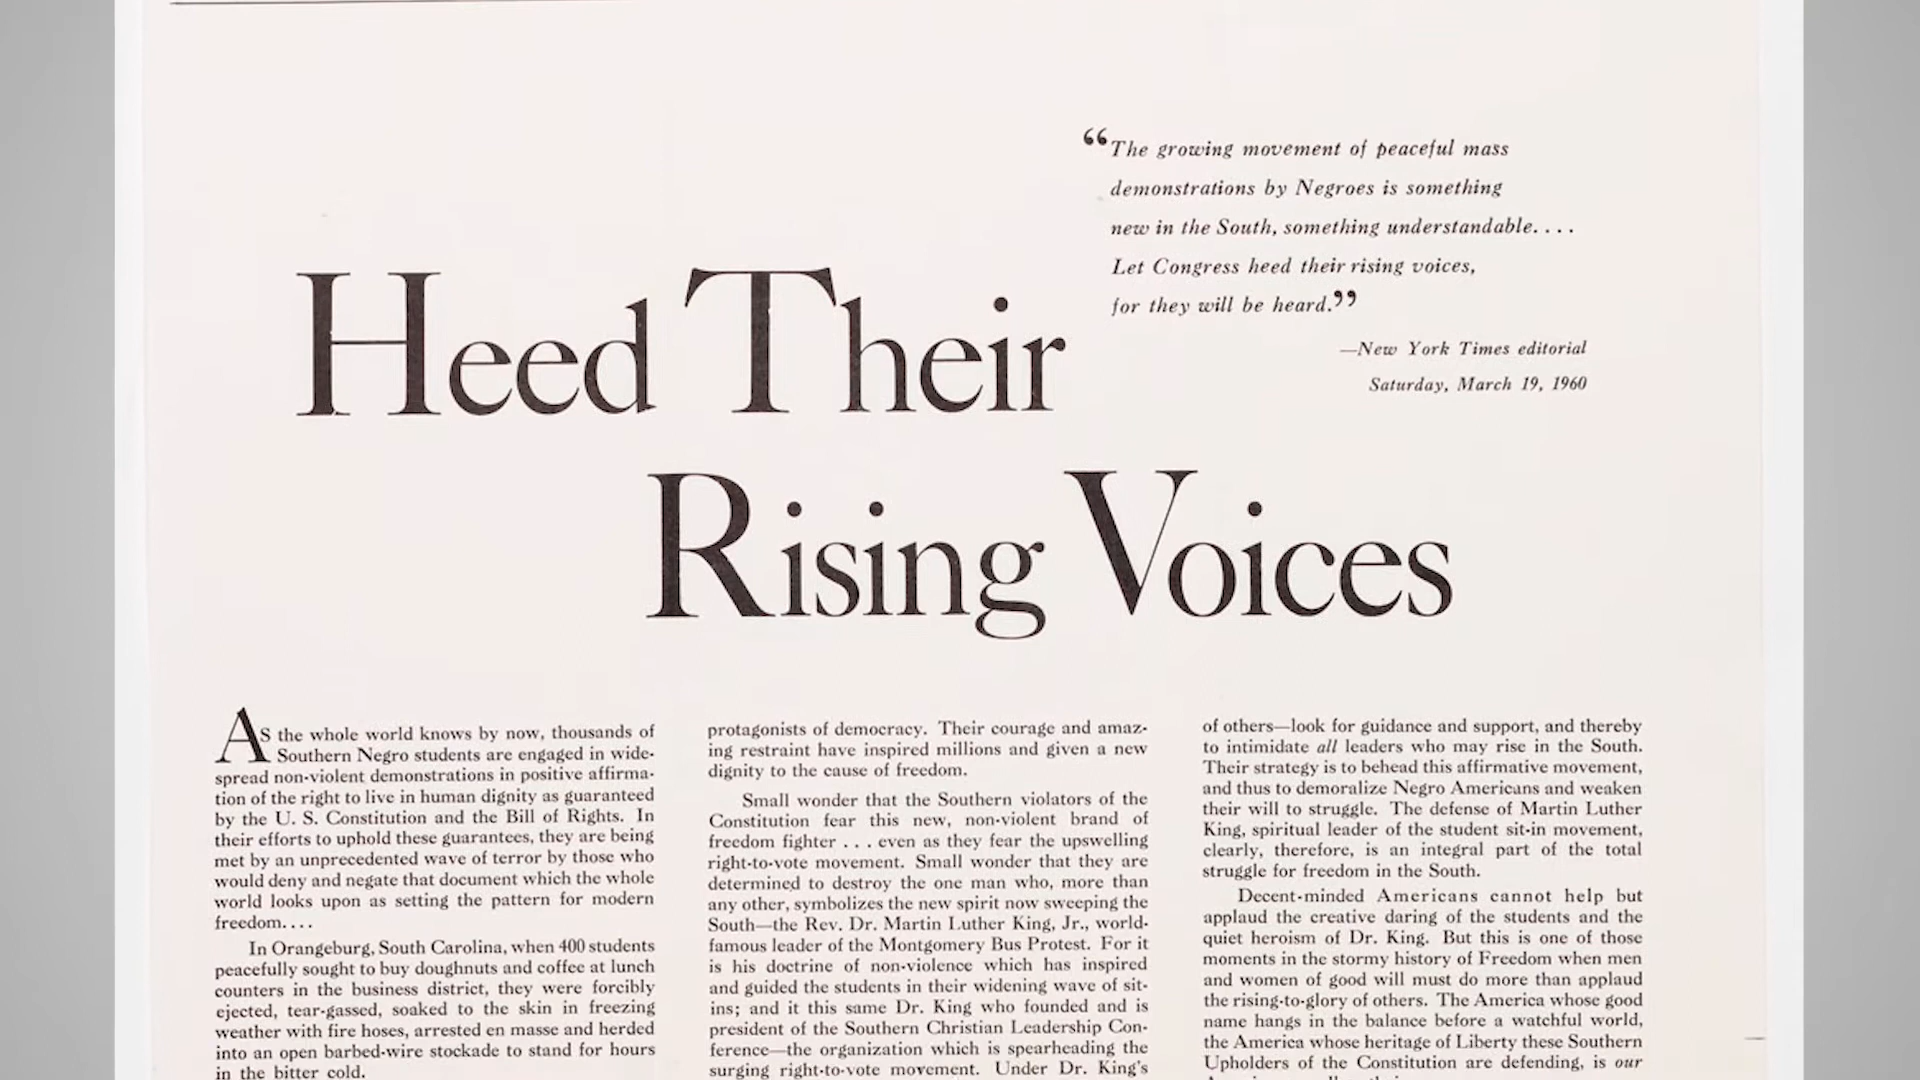 “The growing movement of peaceful mass
demonstrations by Negroes is something
new in the South, something understandable. . . .
Let Congress heed their rising voices,
for they will be heard.”
—New York Times editorial
Saturday, March 19, 1960
Heed Their
Rising Voices
As the whole world knows by now, thousands of
Southern Negro students are engaged in wide-
spread non-violent demonstrations in positive affirma-
tion of the right to live in human dignity as guaranteed
by the U. S. Constitution and the Bill of Rights. In
their efforts to uphold these guarantees, they are being
met by an unprecedented wave of terror by those who
would deny and negate that document which the whole
world looks upon as setting the pattern for modern
freedom. . . .
In Orangeburg, South Carolina, when 400 students
peacefully sought to buy doughnuts and coffee at lunch
counters in the business district, they were forcibly
ejected, tear-gassed, soaked to the skin in freezing
weather with fire hoses, arrested en masse and herded
into an open barbed-wire stockade to stand for hours
in the bitter cold.
protagonists of democracy. Their courage and amaz-
ing restraint have inspired millions and given a new
dignity to the cause of freedom.
Small wonder that the Southern violators of the
Constitution fear this new, non-violent brand of
freedom fighter . . . even as they fear the upswelling
right-to-vote movement. Small wonder that they are
determined to destroy the one man who, more than
any other, symbolizes the new spirit now sweeping the
South—the Rev. Dr. Martin Luther King, Jr., world-
famous leader of the Montgomery Bus Protest. For it
is his doctrine of non-violence which has inspired
and guided the students in their widening wave of sit-
ins; and it this same Dr. King who founded and is
president of the Southern Christian Leadership Con-
ference—the organization which is spearheading the
surging right-to-vote movement. Under Dr. King's
of others—look for guidance and support, and thereby
to intimidate all leaders who may rise in the South.
Their strategy is to behead this affirmative movement,
and thus to demoralize Negro Americans and weaken
their will to struggle. The defense of Martin Luther
King, spiritual leader of the student sit-in movement,
clearly, therefore, is an integral part of the total
struggle for freedom in the South.
Decent-minded Americans cannot help but
applaud the creative daring of the students and the
quiet heroism of Dr. King. But this is one of those
moments in the stormy history of Freedom when men
and women of good will must do more than applaud
the rising-to-glory of others. The America whose good
name hangs in the balance before a watchful world,
the America whose heritage of Liberty these Southern
Upholders of the Constitution are defending, is our